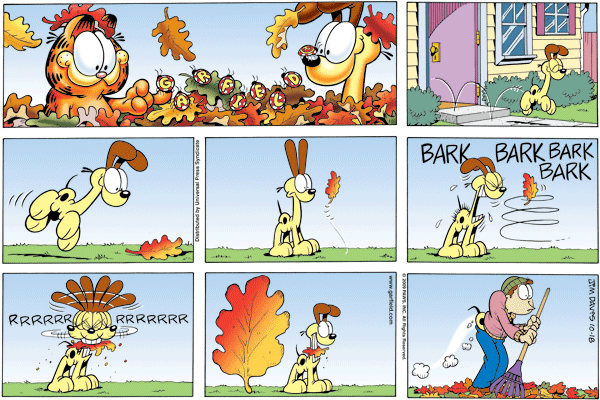 Distributed by Universal Press Syndicate
BARK
BARK BARK
BARK
RRRRRR RRRRRRR
www.garfield.com
© 2009 PAWS, INC. All Rights Reserved.
JIM DAVIS 10-18